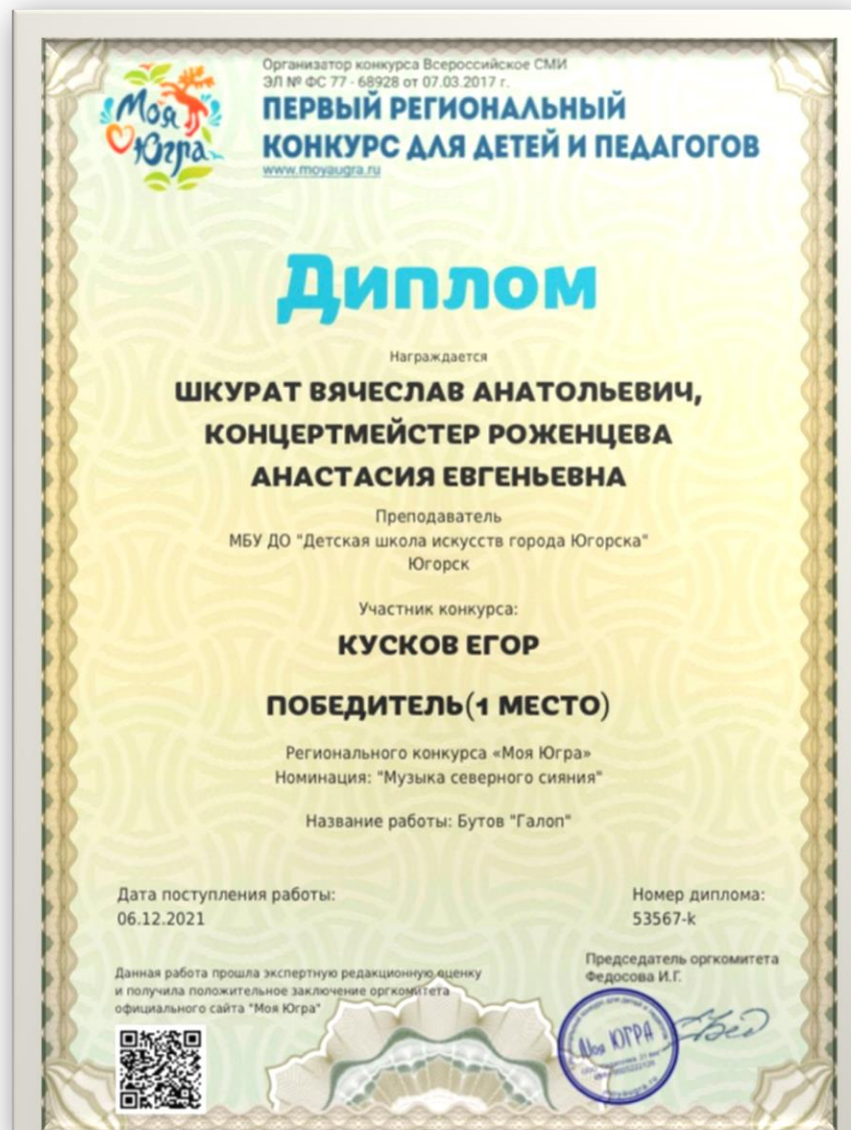 Моя
Югра
Организатор конкурса Всероссийское СМИ
ЭЛ № ФС 77 - 68928 от 07.03.2017 г.
ПЕРВЫЙ РЕГИОНАЛЬНЫЙ
КОНКУРС ДЛЯ ДЕТЕЙ И ПЕДАГОГОВ
www.moyaugra.ru
Диплом
Награждается
ШКУРАТ ВЯЧЕСЛАВ АНАТОЛЬЕВИЧ,
КОНЦЕРТМЕЙСТЕР РОЖЕНЦЕВА
АНАСТАСИЯ ЕВГЕНЬЕВНА
Преподаватель
МБУ ДО "Детская школа искусств города Югорска"
Югорск
Участник конкурса:
КУСКОВ ЕГОР
ПОБЕДИТЕЛЬ(1 МЕСТО)
Регионального конкурса «Моя Югра»
Номинация: "Музыка северного сияния"
Название работы: Бутов "Галоп"
Дата поступления работы:
06.12.2021
Номер диплома:
53567-k
Данная работа прошла экспертную редакционную оценку
и получила положительное заключение оргкомитета
официального сайта "Моя Югра"
Председатель оргкомитета
Федосова И.Г.
Моя ЮГРА